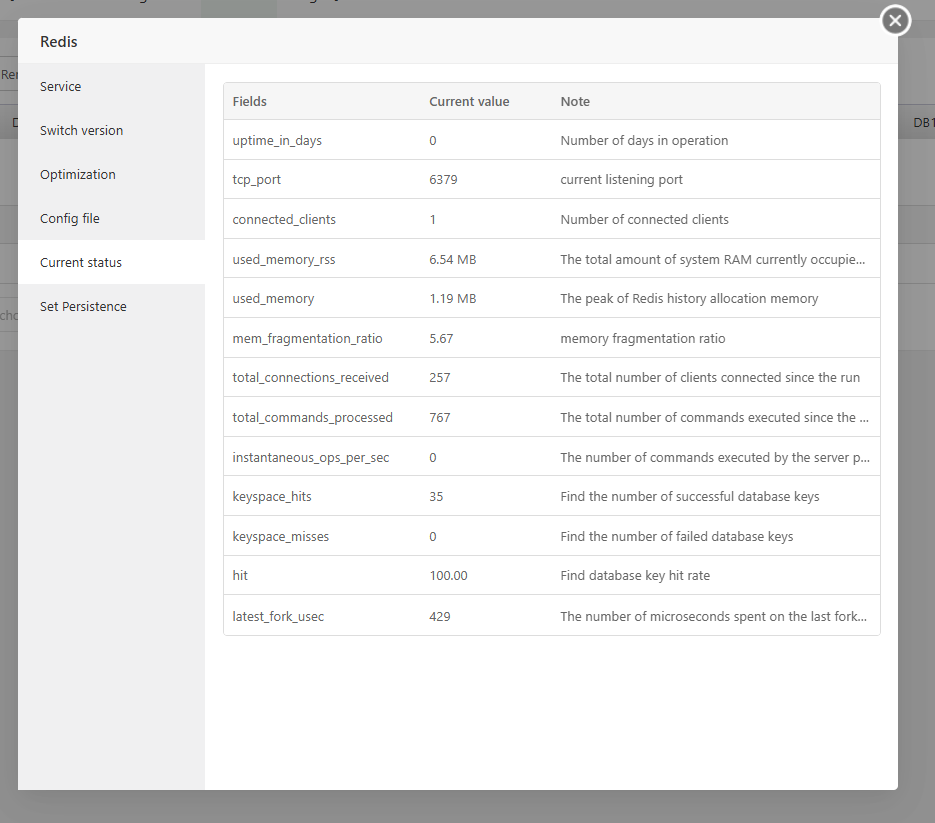 Redis
Service
Switch version
Optimization
Config file
Current status
Set Persistence
Fields Current value Note
uptime_in_days 0 Number of days in operation
tcp_port 6379 current listening port
connected_clients 1 Number of connected clients
used_memory_rss 6.54 MB The total amount of system RAM currently occupie...
used_memory 1.19 MB The peak of Redis history allocation memory
mem_fragmentation_ratio 5.67 memory fragmentation ratio
total_connections_received 257 The total number of clients connected since the run
total_commands_processed 767 The total number of commands executed since the ...
instantaneous_ops_per_sec 0 The number of commands executed by the server p...
keyspace_hits 35 Find the number of successful database keys
keyspace_misses 0 Find the number of failed database keys
hit 100.00 Find database key hit rate
latest_fork_usec 429 The number of microseconds spent on the last fork...